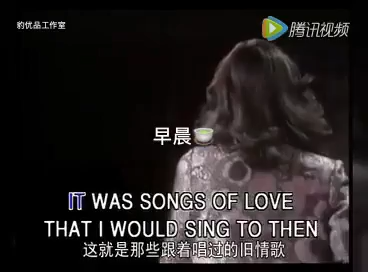 豹优品工作室
腾讯视频
早晨🍵
IT WAS SONGS OF LOVE
THAT I WOULD SING TO THEN
这就是那些跟着唱过的旧情歌